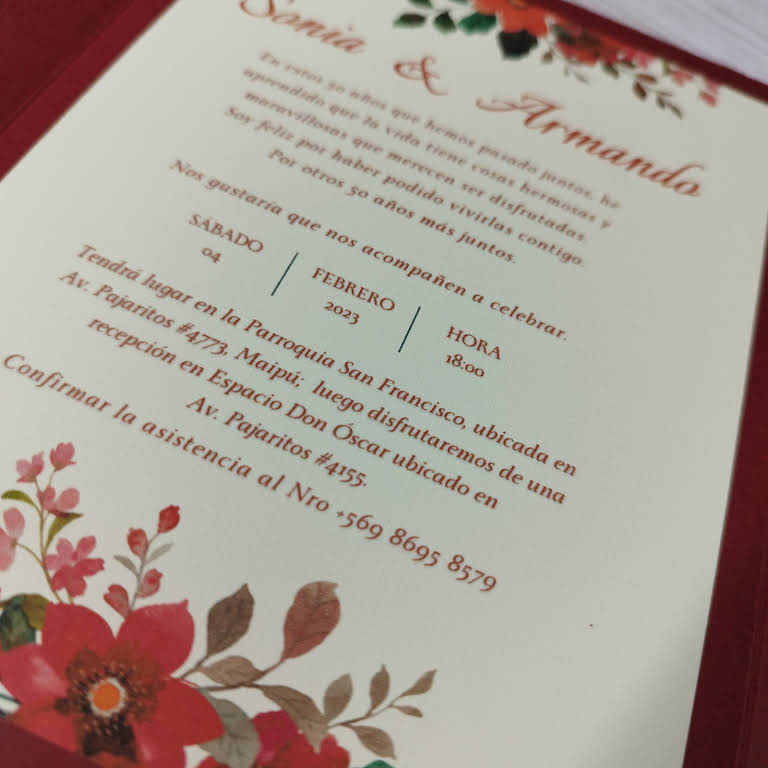 Sonia & Armando
En estos 50 años que hemos pasado juntos, he
aprendido que la vida tiene cosas hermosas y
maravillosas que merecen ser disfrutadas.
Soy feliz por haber podido vivirlas contigo.
Por otros 50 años más juntos.
Nos gustaría que nos acompañen a celebrar.
SÁBADO
04
FEBRERO
2023
HORA
18:00
Tendrá lugar en la Parroquia San Francisco, ubicada en
Av. Pajaritos #4773, Maipú; luego disfrutaremos de una
recepción en Espacio Don Óscar ubicado en
Av. Pajaritos #4155.
Confirmar la asistencia al Nro +569 8695 8579